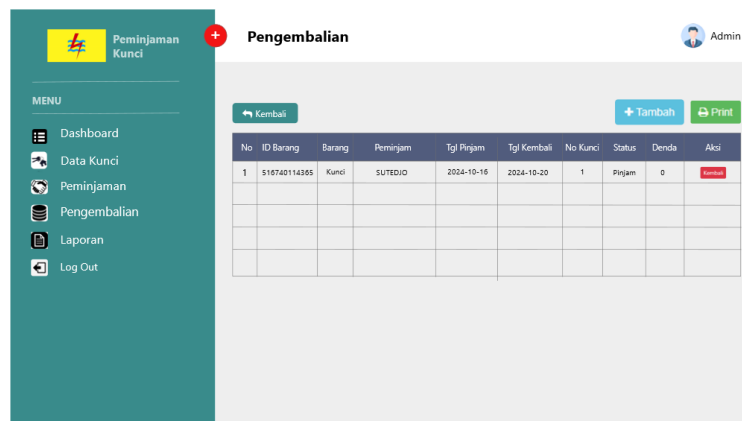 Peminjaman
Kunci
Pengembalian
Admin
MENU
Dashboard
Data Kunci
Peminjaman
Pengembalian
Laporan
Log Out
Kembali
Tambah
Print
No ID Barang Barang Peminjam Tgl Pinjam Tgl Kembali No Kunci Status Denda Aksi
1 516740114365 Kunci SUTEDJO 2024-10-16 2024-10-20 1 Pinjam 0 Kembali